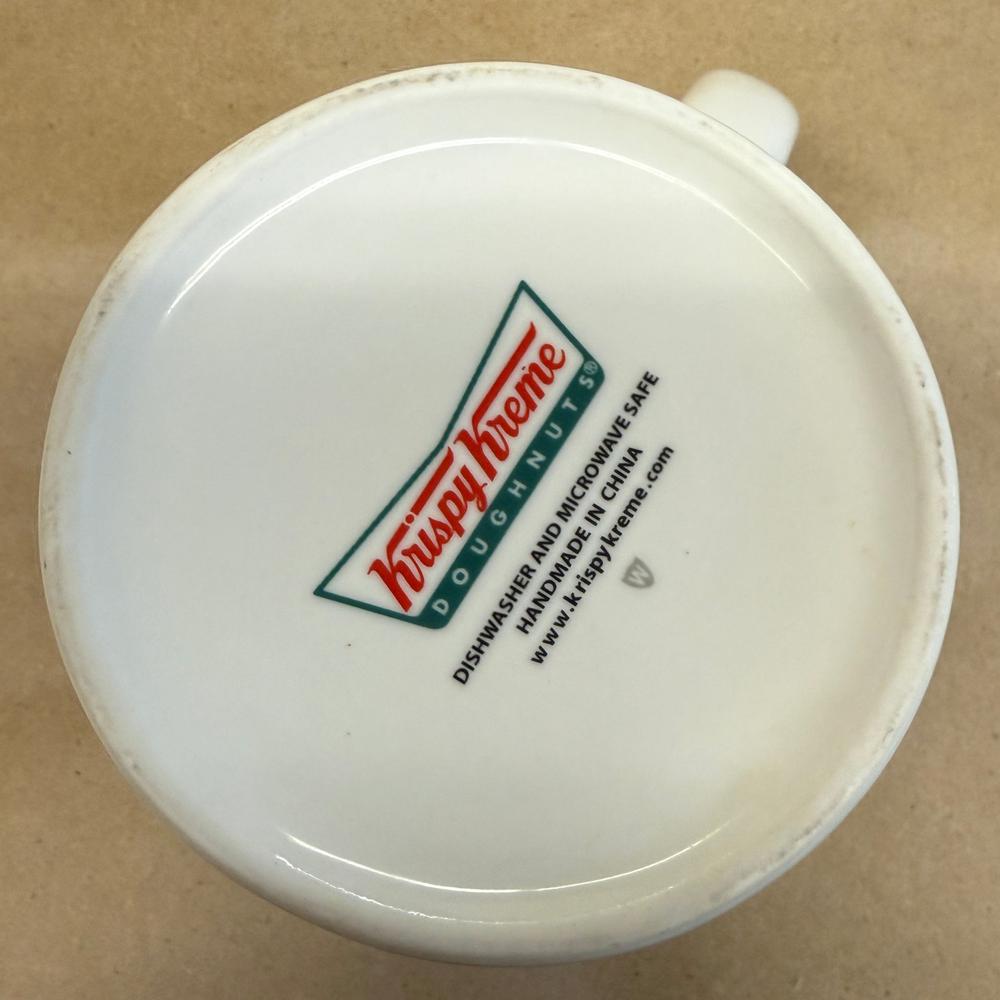 Krispy Kreme
DOUGHNUTS®
DISHWASHER AND MICROWAVE SAFE
HANDMADE IN CHINA
www.krispykreme.com
W